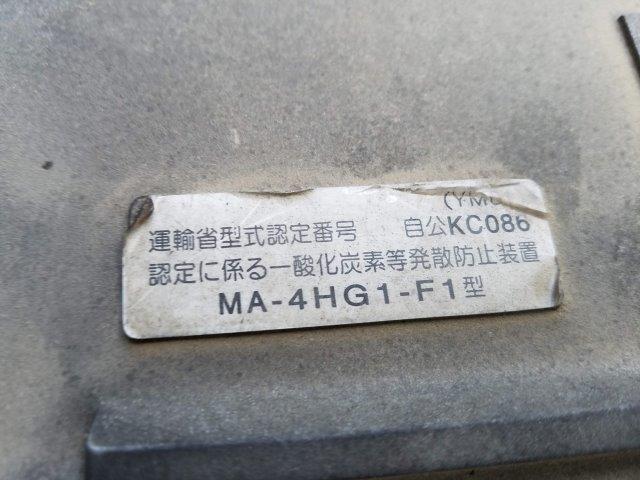 (YMU
運輸省型式認定番号 自公KC086
認定に係る一酸化炭素等発散防止装置
MA-4HG1-F1型